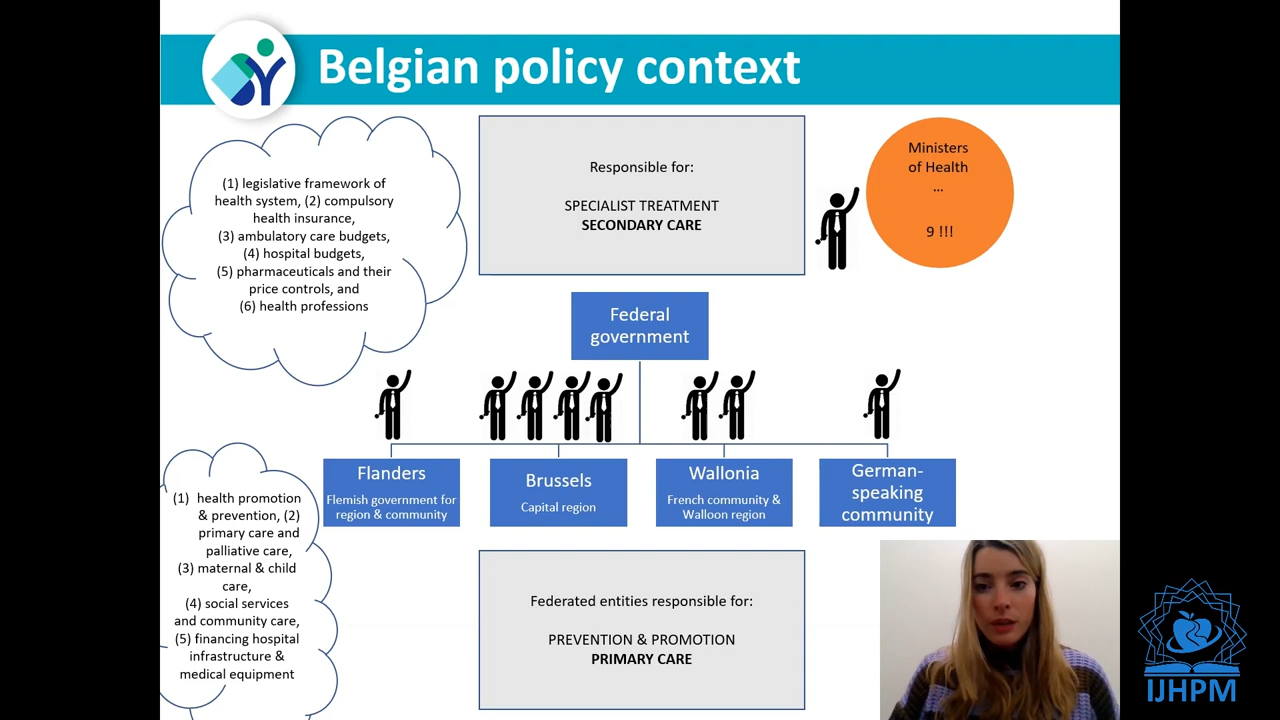 Belgian policy context
(1) legislative framework of
health system, (2) compulsory
health insurance,
(3) ambulatory care budgets,
(4) hospital budgets,
(5) pharmaceuticals and their
price controls, and
(6) health professions
Responsible for:
SPECIALIST TREATMENT
SECONDARY CARE
Ministers
of Health
...
9 !!!
Federal
government
Flanders
Flemish government for
region & community
Brussels
Capital region
Wallonia
French community &
Walloon region
German-
speaking
community
(1) health promotion
& prevention, (2)
primary care and
palliative care,
(3) maternal & child
care,
(4) social services
and community care,
(5) financing hospital
infrastructure &
medical equipment
Federated entities responsible for:
PREVENTION & PROMOTION
PRIMARY CARE
IJHPM